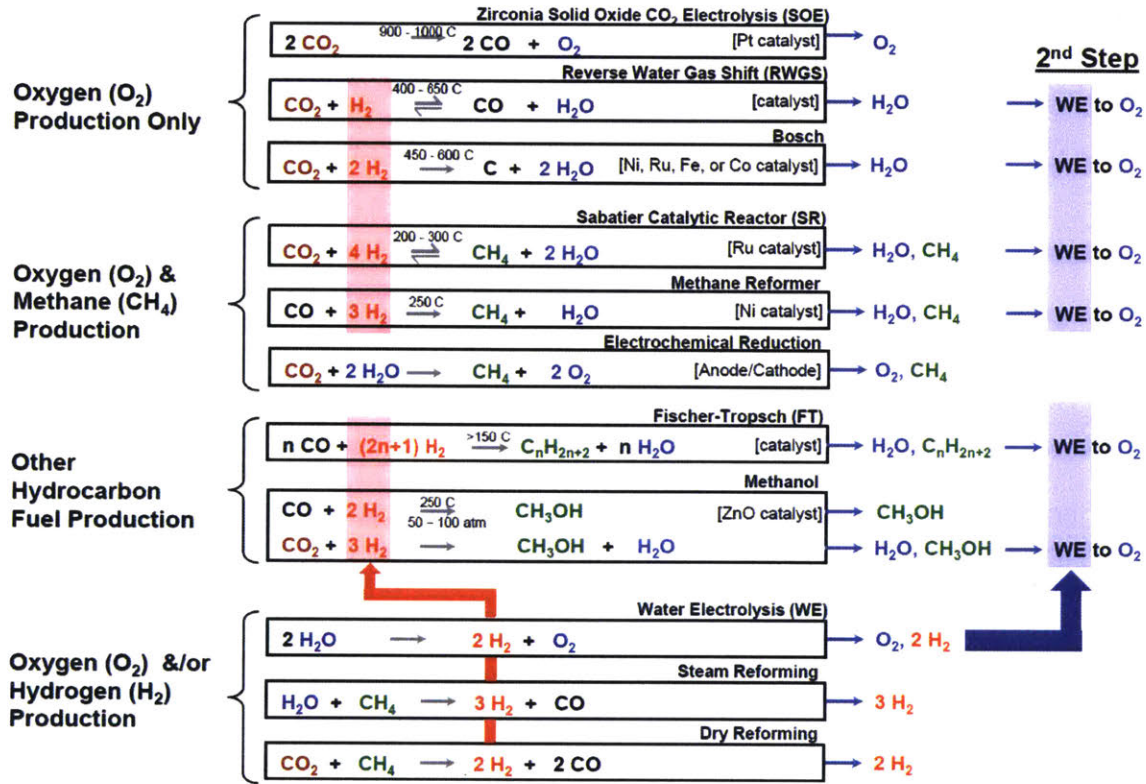 Zirconia Solid Oxide CO₂ Electrolysis (SOE)
2 CO₂ 900 - 1000 C 2 CO + O₂ [Pt catalyst] O₂
2nd Step
Oxygen (O₂)
Production Only
Reverse Water Gas Shift (RWGS)
CO₂ + H₂ 400 - 650 C CO + H₂O [catalyst] H₂O WE to O₂
Bosch
CO₂ + 2 H₂ 450 - 600 C C + 2 H₂O [Ni, Ru, Fe, or Co catalyst] H₂O WE to O₂
Oxygen (O₂) &
Methane (CH₄)
Production
Sabatier Catalytic Reactor (SR)
CO₂ + 4 H₂ 200 - 300 C CH₄ + 2 H₂O [Ru catalyst] H₂O, CH₄ WE to O₂
Methane Reformer
CO + 3 H₂ 250 C CH₄ + H₂O [Ni catalyst] H₂O, CH₄ WE to O₂
Electrochemical Reduction
CO₂ + 2 H₂O CH₄ + 2 O₂ [Anode/Cathode] O₂, CH₄
Other
Hydrocarbon
Fuel Production
Fischer-Tropsch (FT)
n CO + (2n+1) H₂ >150 C CₙH₂ₙ₊₂ + n H₂O [catalyst] H₂O, CₙH₂ₙ₊₂ WE to O₂
Methanol
CO + 2 H₂ 250 C CH₃OH [ZnO catalyst] CH₃OH
50 – 100 atm
CO₂ + 3 H₂ CH₃OH + H₂O H₂O, CH₃OH WE to O₂
Oxygen (O₂) &/or
Hydrogen (H₂)
Production
Water Electrolysis (WE)
2 H₂O 2 H₂ + O₂ O₂, 2 H₂
Steam Reforming
H₂O + CH₄ 3 H₂ + CO 3 H₂
Dry Reforming
CO₂ + CH₄ 2 H₂ + 2 CO 2 H₂